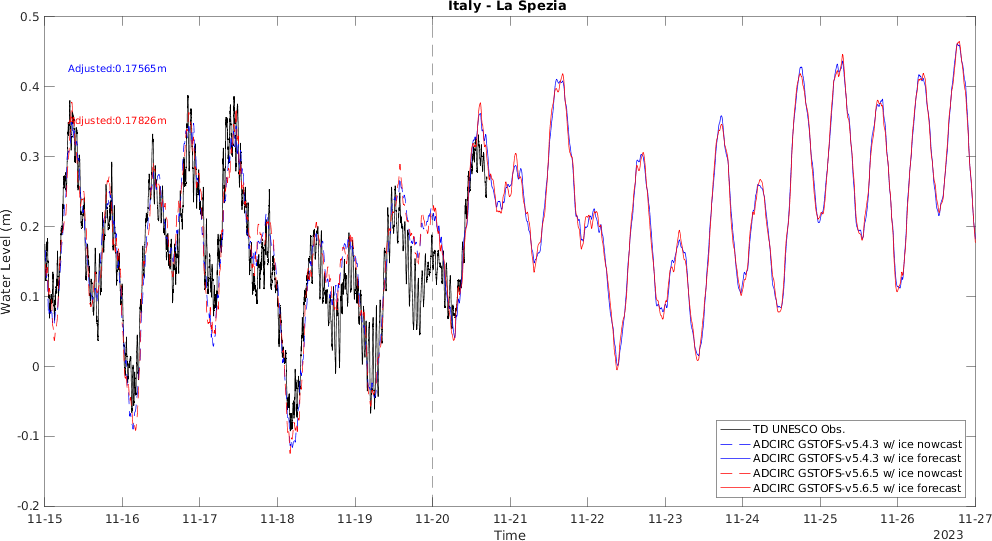 Italy - La Spezia
Water Level (m)
0.5
0.4
0.3
0.2
0.1
0
-0.1
-0.2
Adjusted:0.17565m
Adjusted:0.17826m
TD UNESCO Obs.
ADCIRC GSTOFS-v5.4.3 w/ ice nowcast
ADCIRC GSTOFS-v5.4.3 w/ ice forecast
ADCIRC GSTOFS-v5.6.5 w/ ice nowcast
ADCIRC GSTOFS-v5.6.5 w/ ice forecast
11-15 11-16 11-17 11-18 11-19 11-20 11-21 11-22 11-23 11-24 11-25 11-26 11-27
Time
2023